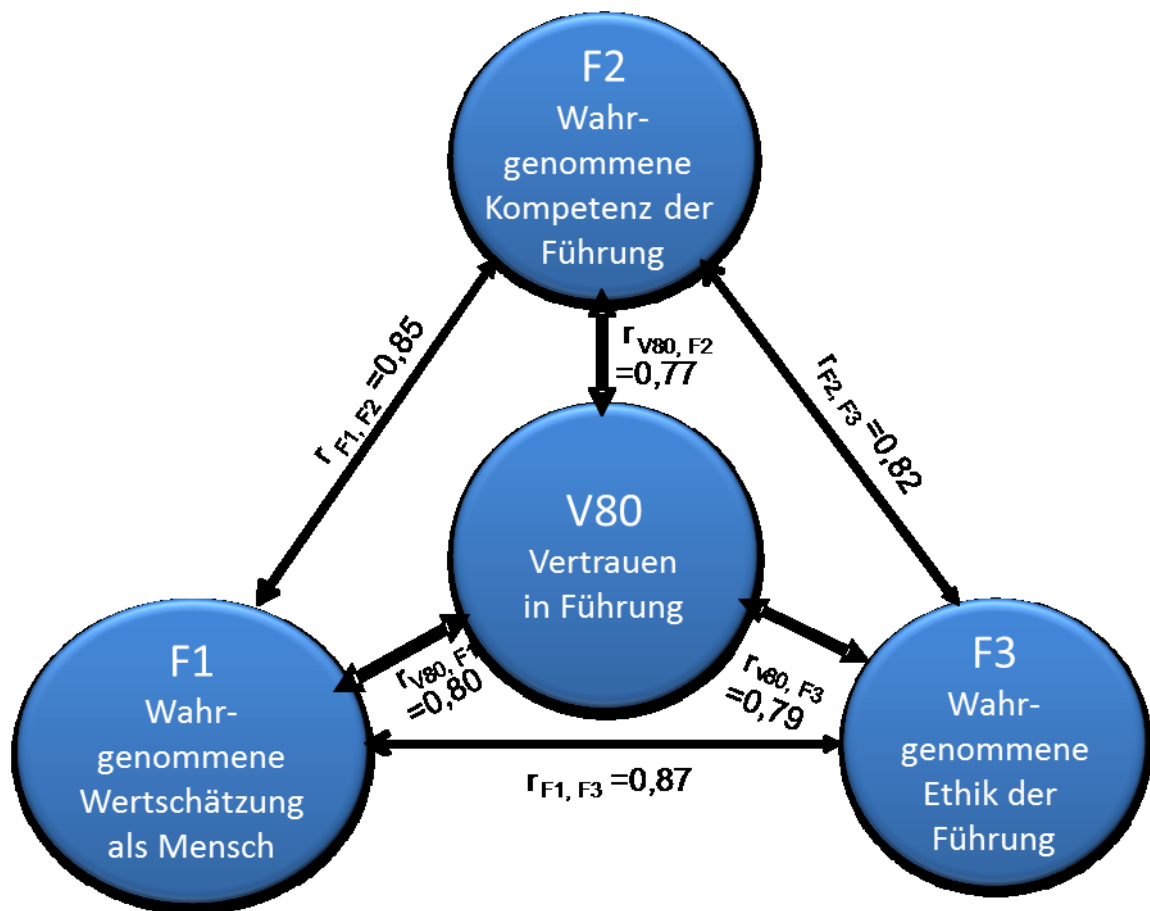 F2
Wahr-
genommene
Kompetenz der
Führung
r F1, F2 =0,85
r V80, F2
=0,77
r F2, F3 =0,82
V80
Vertrauen
in Führung
F1
Wahr-
genommene
Wertschätzung
als Mensch
r V80, F1
=0,80
r v80, F3
=0,79
F3
Wahr-
genommene
Ethik der
Führung
r F1, F3 =0,87